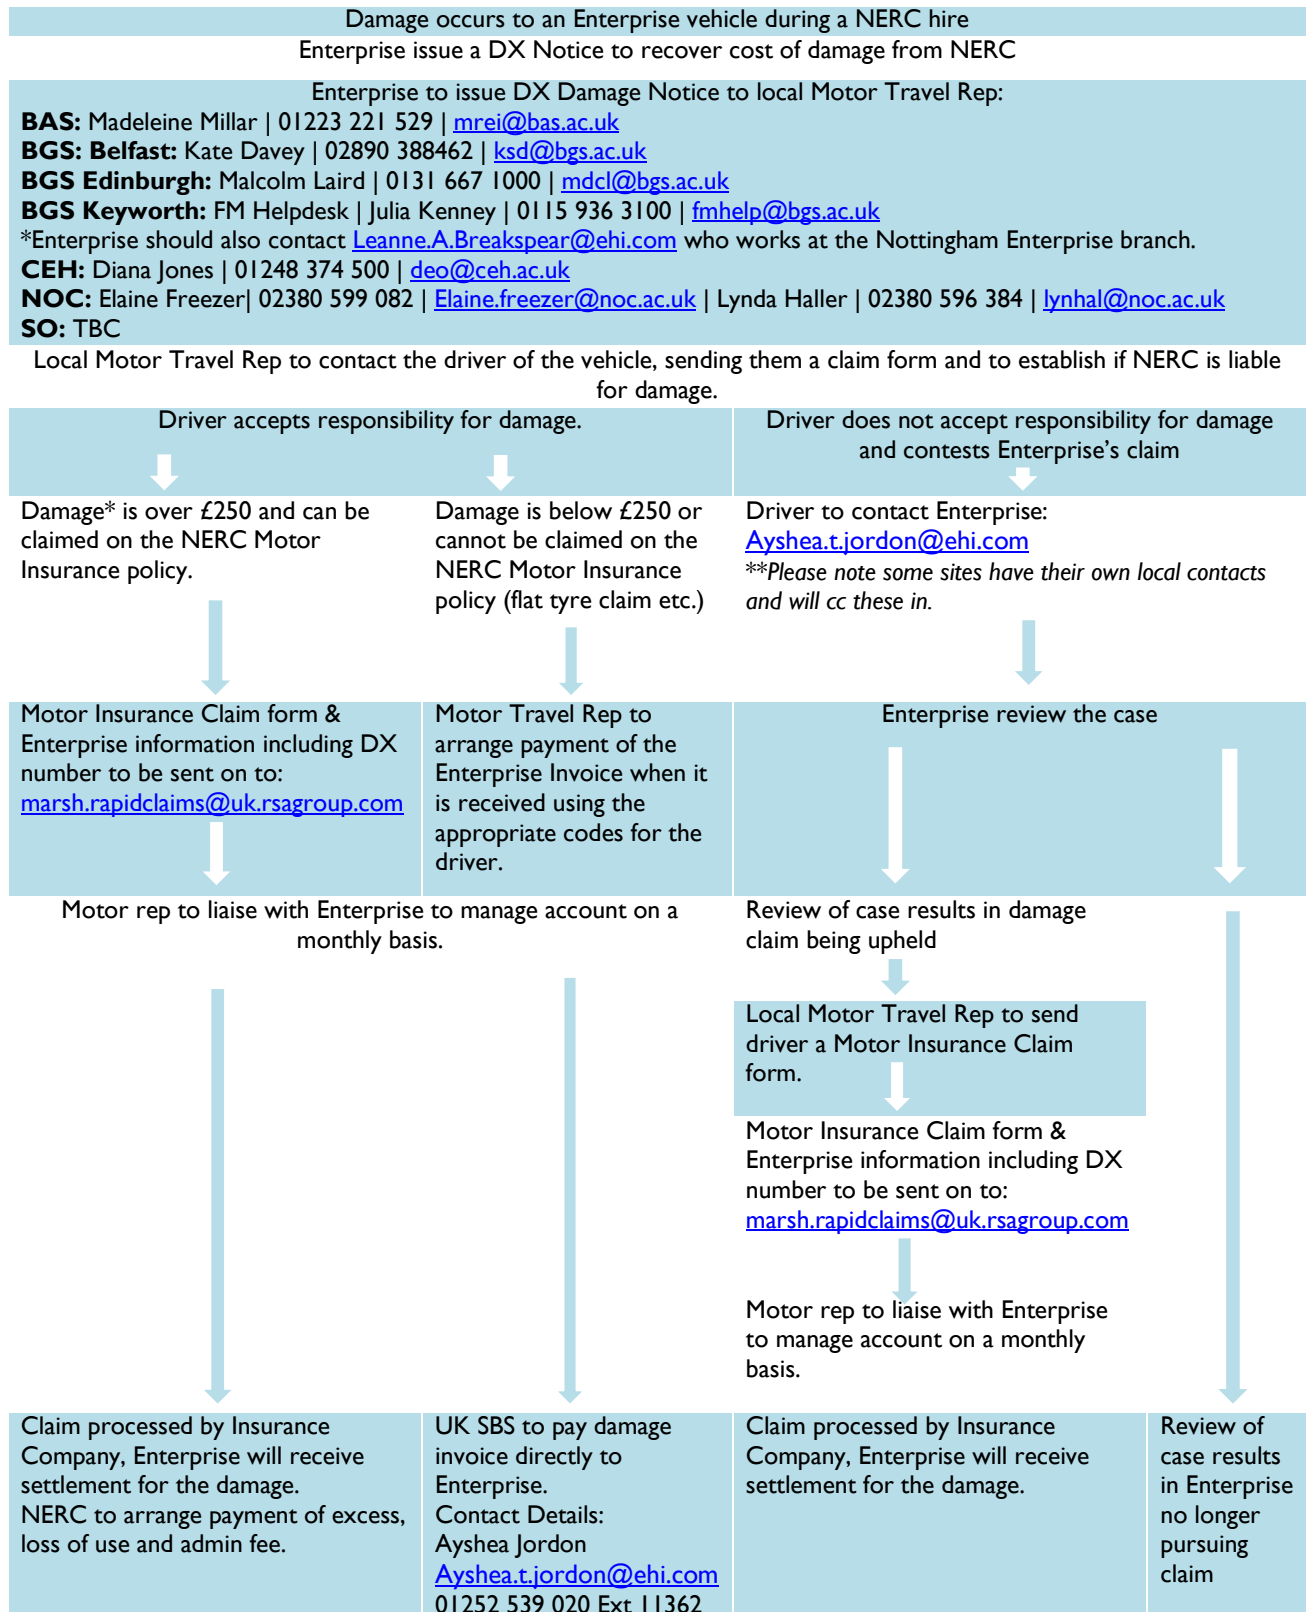 Damage occurs to an Enterprise vehicle during a NERC hire
Enterprise issue a DX Notice to recover cost of damage from NERC
Enterprise to issue DX Damage Notice to local Motor Travel Rep:
BAS: Madeleine Millar | 01223 221 529 | mrei@bas.ac.uk
BGS: Belfast: Kate Davey | 02890 388462 | ksd@bgs.ac.uk
BGS Edinburgh: Malcolm Laird | 0131 667 1000 | mdcl@bgs.ac.uk
BGS Keyworth: FM Helpdesk | Julia Kenney | 0115 936 3100 | fmhelp@bgs.ac.uk
*Enterprise should also contact Leanne.A.Breakspear@ehi.com who works at the Nottingham Enterprise branch.
CEH: Diana Jones | 01248 374 500 | deo@ceh.ac.uk
NOC: Elaine Freezer| 02380 599 082 | Elaine.freezer@noc.ac.uk | Lynda Haller | 02380 596 384 | lynhal@noc.ac.uk
SO: TBC
Local Motor Travel Rep to contact the driver of the vehicle, sending them a claim form and to establish if NERC is liable
for damage.
Driver accepts responsibility for damage.
Driver does not accept responsibility for damage
and contests Enterprise's claim
Damage* is over £250 and can be
claimed on the NERC Motor
Insurance policy.
Damage is below £250 or
cannot be claimed on the
NERC Motor Insurance
policy (flat tyre claim etc.)
Driver to contact Enterprise:
Ayshea.t.jordon@ehi.com
**Please note some sites have their own local contacts
and will cc these in.
Motor Insurance Claim form &
Enterprise information including DX
number to be sent on to:
marsh.rapidclaims@uk.rsagroup.com
Motor Travel Rep to
arrange payment of the
Enterprise Invoice when it
is received using the
appropriate codes for the
driver.
Enterprise review the case
Motor rep to liaise with Enterprise to manage account on a
monthly basis.
Review of case results in damage
claim being upheld
Local Motor Travel Rep to send
driver a Motor Insurance Claim
form.
Motor Insurance Claim form &
Enterprise information including DX
number to be sent on to:
marsh.rapidclaims@uk.rsagroup.com
Motor rep to liaise with Enterprise
to manage account on a monthly
basis.
Claim processed by Insurance
Company, Enterprise will receive
settlement for the damage.
NERC to arrange payment of excess,
loss of use and admin fee.
UK SBS to pay damage
invoice directly to
Enterprise.
Contact Details:
Ayshea Jordon
Ayshea.t.jordon@ehi.com
01252 539 020 Ext 11362
Claim processed by Insurance
Company, Enterprise will receive
settlement for the damage.
Review of
case results
in Enterprise
no longer
pursuing
claim